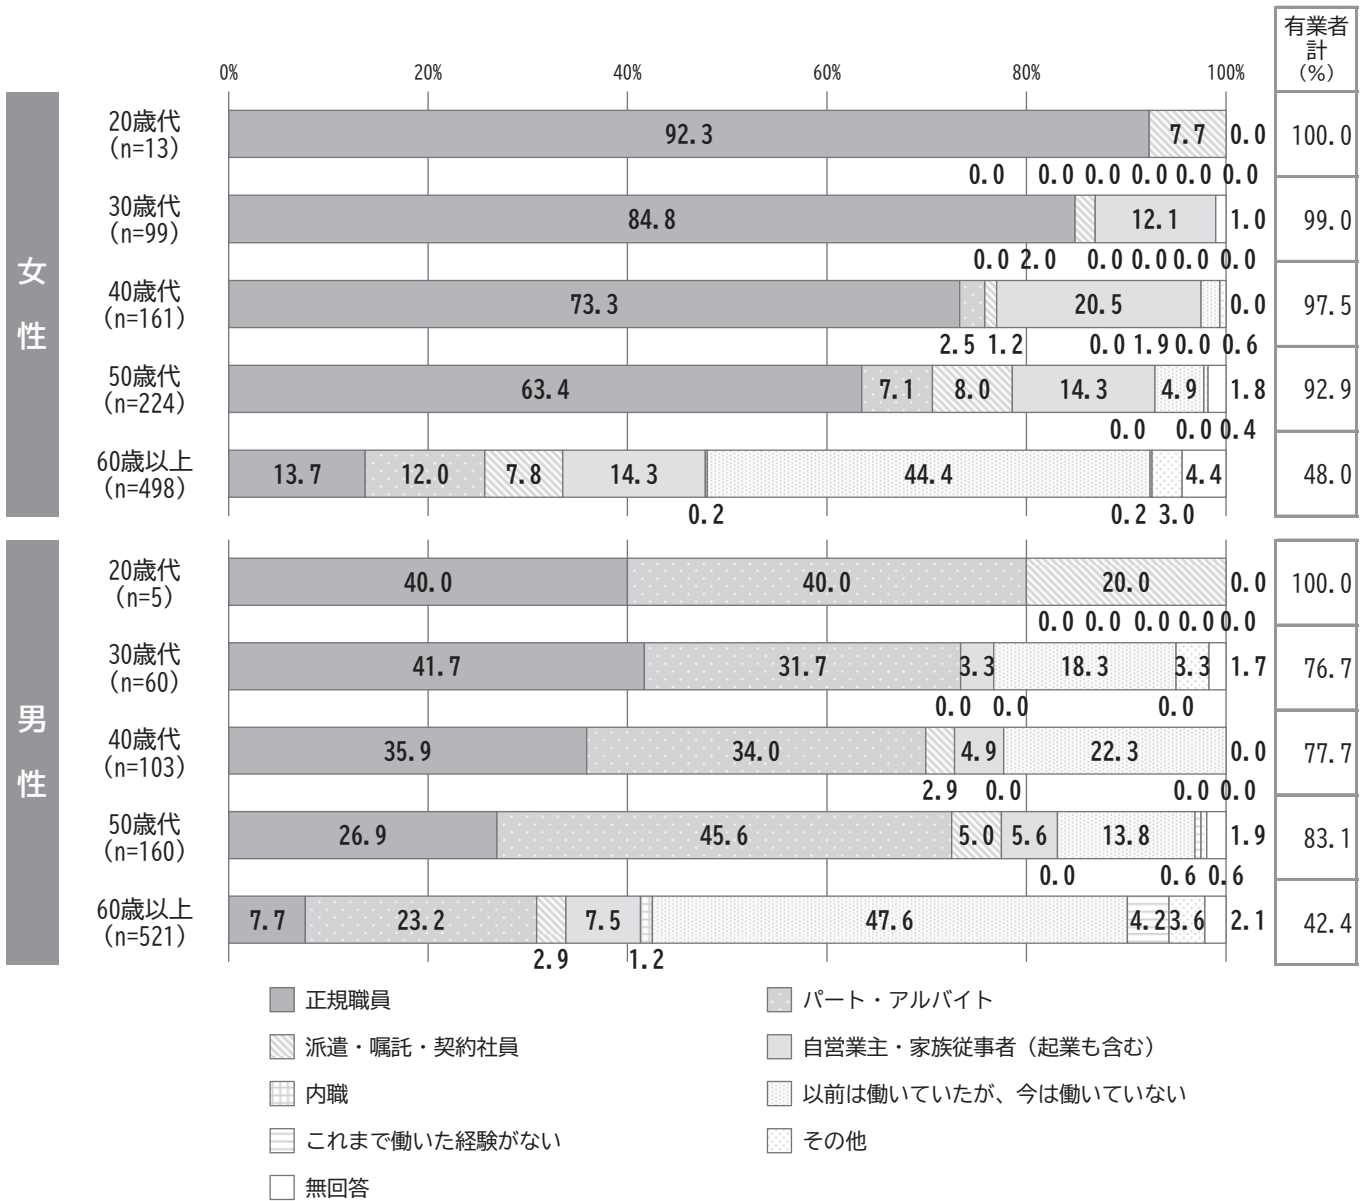 有業者
計
（%）
0% 20% 40% 60% 80% 100%
女性
20歳代
（n=13）
92.3 7.7 0.0 100.0
0.0 0.0 0.0 0.0 0.0 0.0
30歳代
（n=99）
84.8 12.1 1.0 99.0
0.0 2.0 0.0 0.0 0.0 0.0
40歳代
（n=161）
73.3 20.5 0.0 97.5
2.5 1.2 0.0 1.9 0.0 0.6
50歳代
（n=224）
63.4 7.1 8.0 14.3 4.9 1.8 92.9
0.0 0.0 0.4
60歳以上
（n=498）
13.7 12.0 7.8 14.3 44.4 4.4 48.0
0.2 0.2 3.0
男性
20歳代
（n=5）
40.0 40.0 20.0 0.0 100.0
0.0 0.0 0.0 0.0 0.0
30歳代
（n=60）
41.7 31.7 3.3 18.3 3.3 1.7 76.7
0.0 0.0 0.0
40歳代
（n=103）
35.9 34.0 4.9 22.3 0.0 77.7
2.9 0.0 0.0 0.0
50歳代
（n=160）
26.9 45.6 5.0 5.6 13.8 1.9 83.1
0.0 0.6 0.6
60歳以上
（n=521）
7.7 23.2 7.5 47.6 4.2 3.6 2.1 42.4
2.9 1.2
正規職員
パート・アルバイト
派遣・嘱託・契約社員
自営業主・家族従事者（起業も含む）
内職
以前は働いていたが、今は働いていない
これまで働いた経験がない
その他
無回答